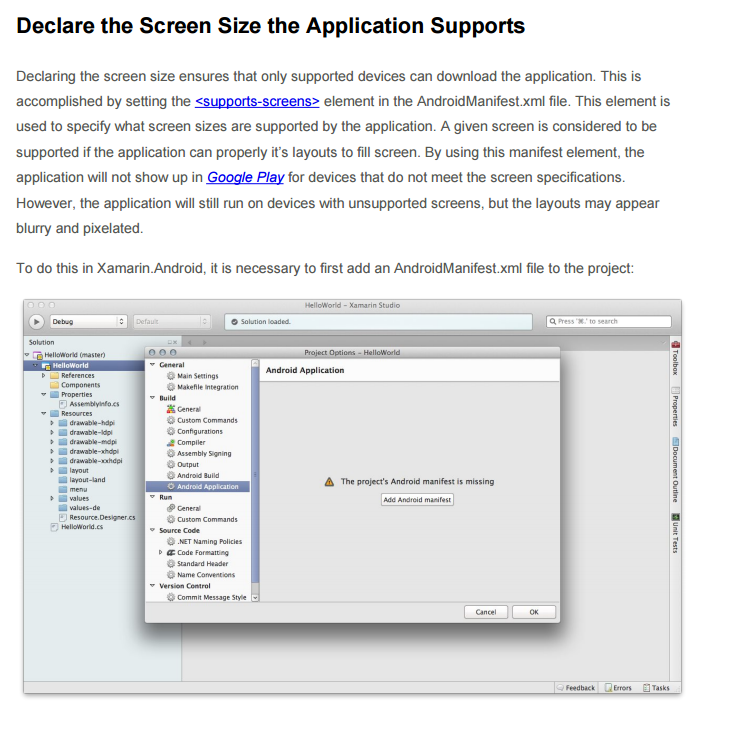 Declare the Screen Size the Application Supports
Declaring the screen size ensures that only supported devices can download the application. This is
accomplished by setting the <supports-screens> element in the AndroidManifest.xml file. This element is
used to specify what screen sizes are supported by the application. A given screen is considered to be
supported if the application can properly it's layouts to fill screen. By using this manifest element, the
application will not show up in Google Play for devices that do not meet the screen specifications.
However, the application will still run on devices with unsupported screens, but the layouts may appear
blurry and pixelated.
To do this in Xamarin.Android, it is necessary to first add an AndroidManifest.xml file to the project:
HelloWorld – Xamarin Studio
Debug
Default
Solution loaded.
Press '⌘.' to search
Solution
HelloWorld (master)
HelloWorld
References
Components
Properties
AssemblyInfo.cs
Resources
drawable-hdpi
drawable-ldpi
drawable-mdpi
drawable-xhdpi
drawable-xxhdpi
layout
layout-land
menu
values
values-de
Resource.Designer.cs
HelloWorld.cs
Project Options – HelloWorld
General
Main Settings
Makefile Integration
Build
General
Custom Commands
Configurations
Compiler
Assembly Signing
Output
Android Build
Android Application
Run
General
Custom Commands
Source Code
.NET Naming Policies
Code Formatting
Standard Header
Name Conventions
Version Control
Commit Message Style
Android Application
The project's Android manifest is missing
Add Android manifest
Cancel
OK
Toolbox
Properties
Document Outline
Unit Tests
Feedback
Errors
Tasks